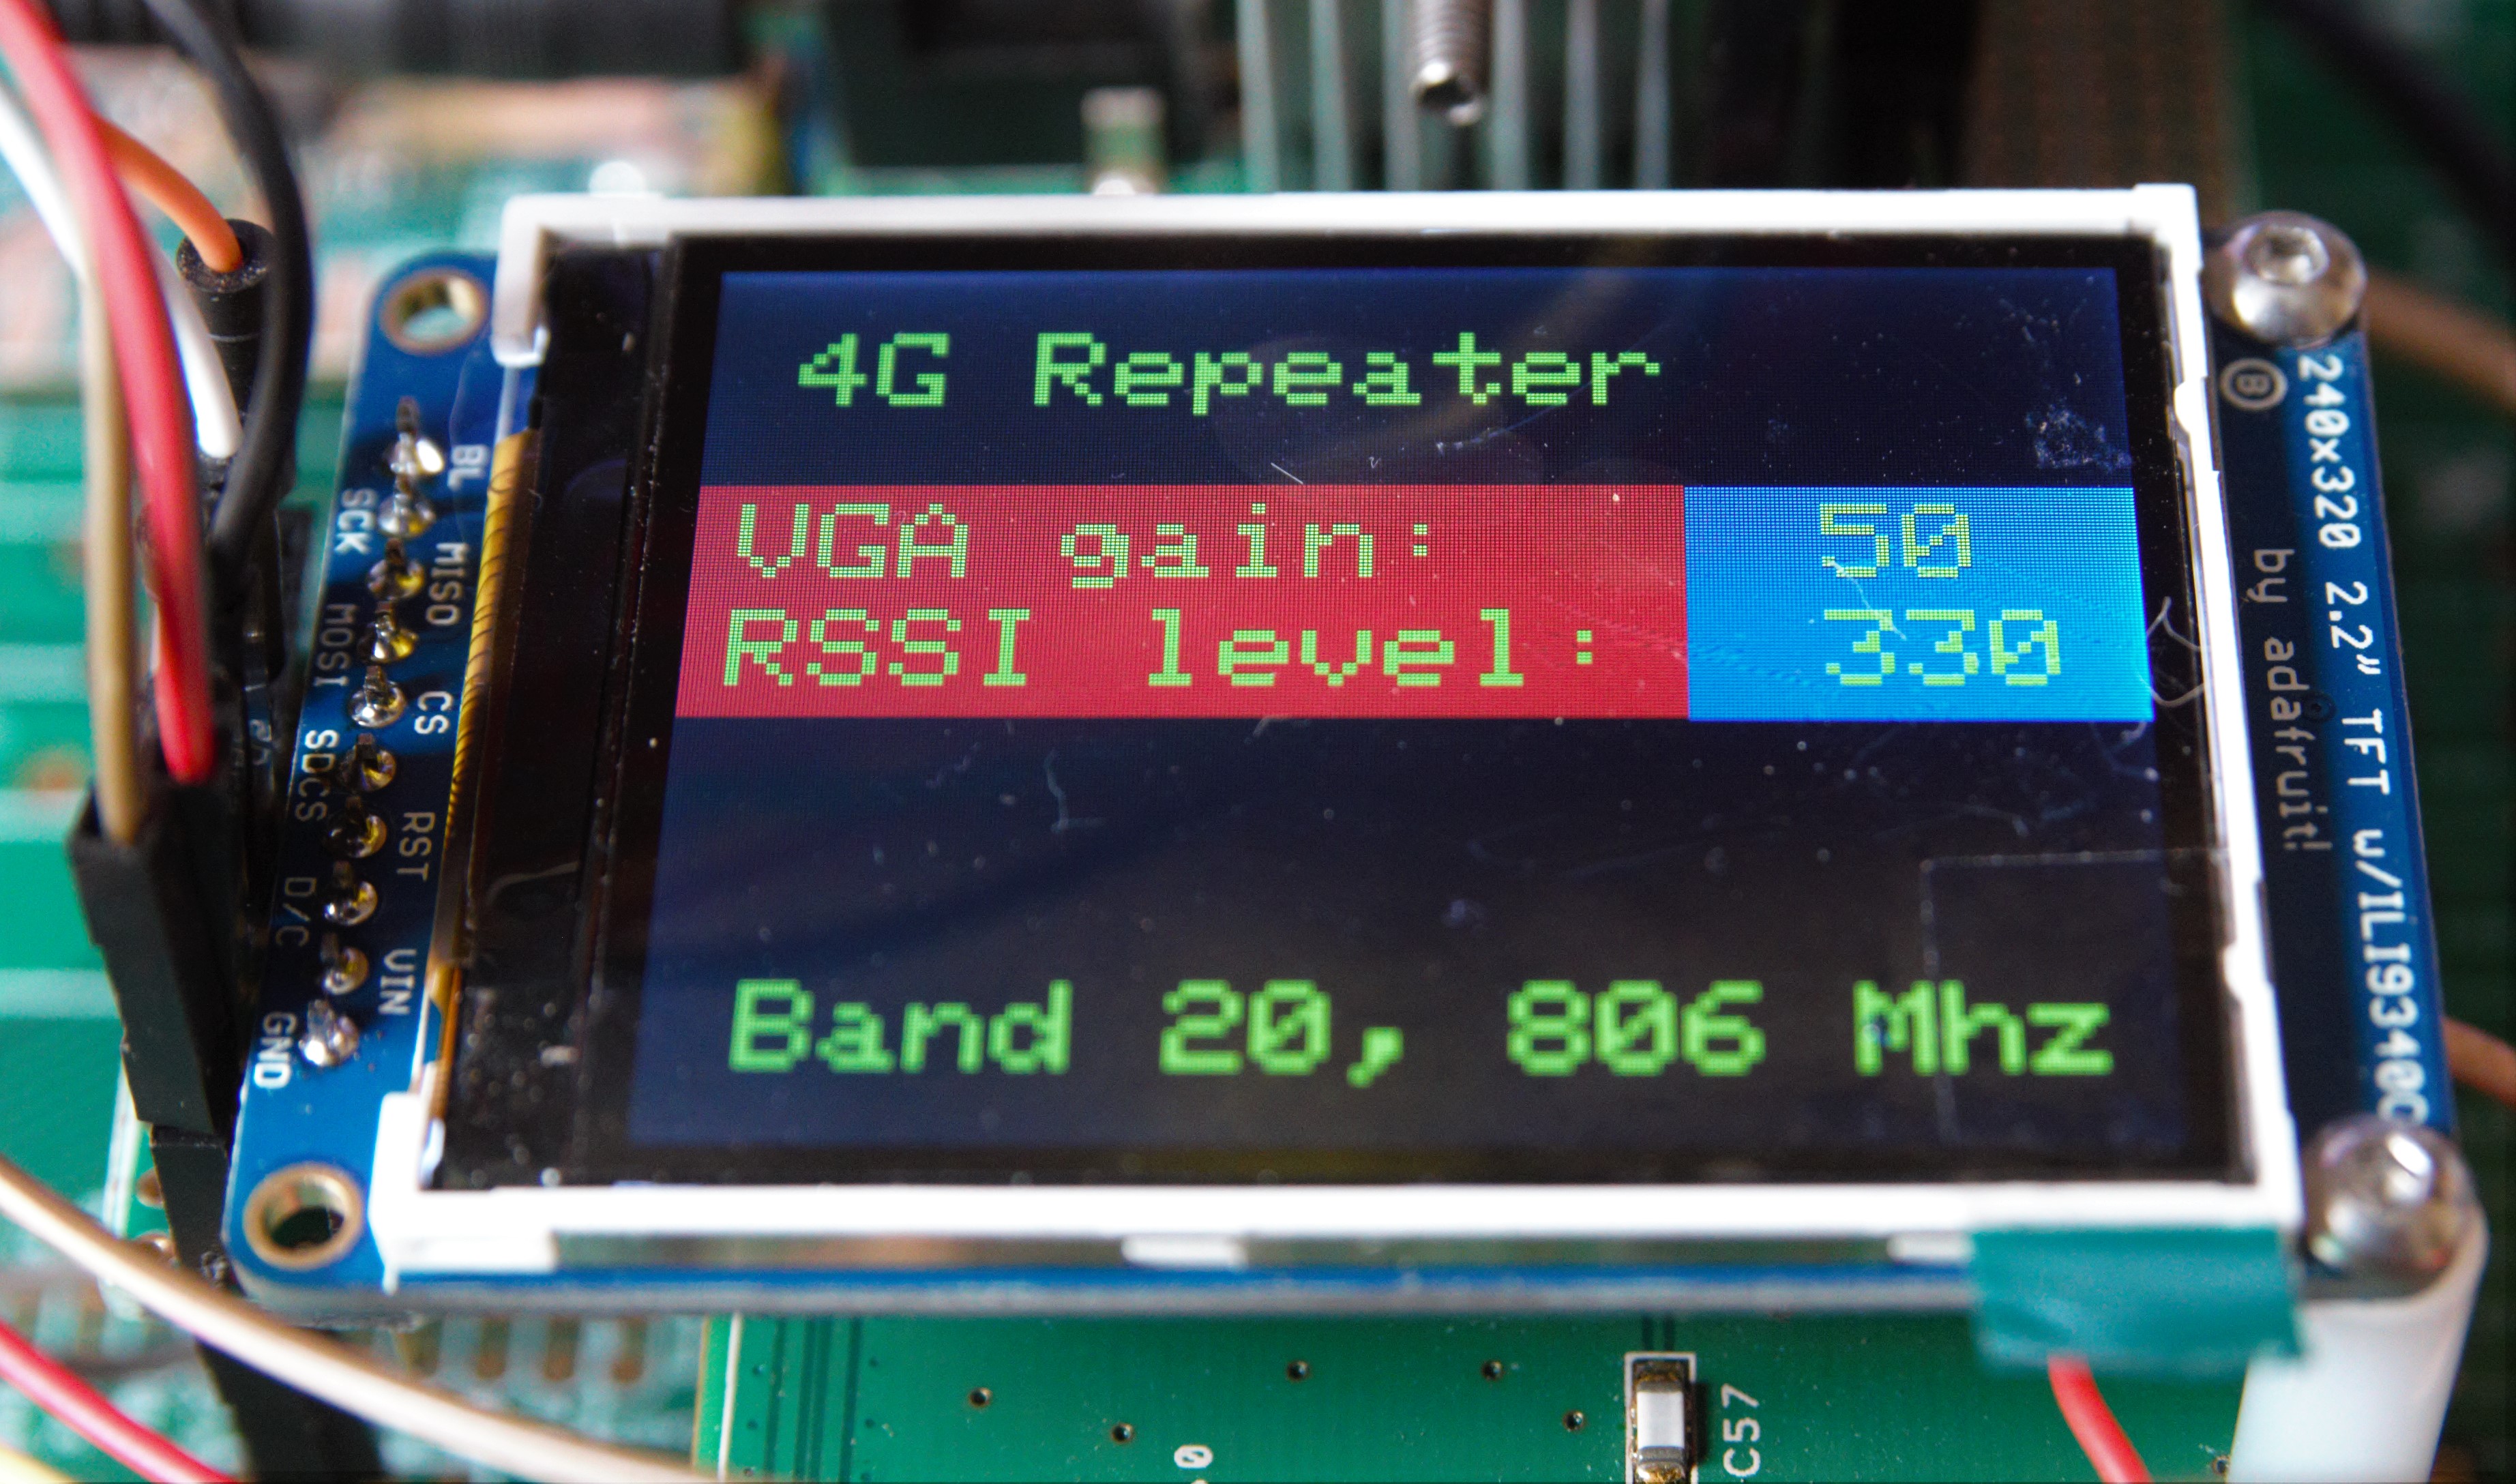 4G Repeater
VGA gain: 50
RSSI level: 330
Band 20, 806 Mhz
BL
SCK
MISO
MOSI
CS
SDCS
RST
D/C
VIN
GND
240x320 2.2" TFT w/ILI9340C
by adafruit!
B
C57
0